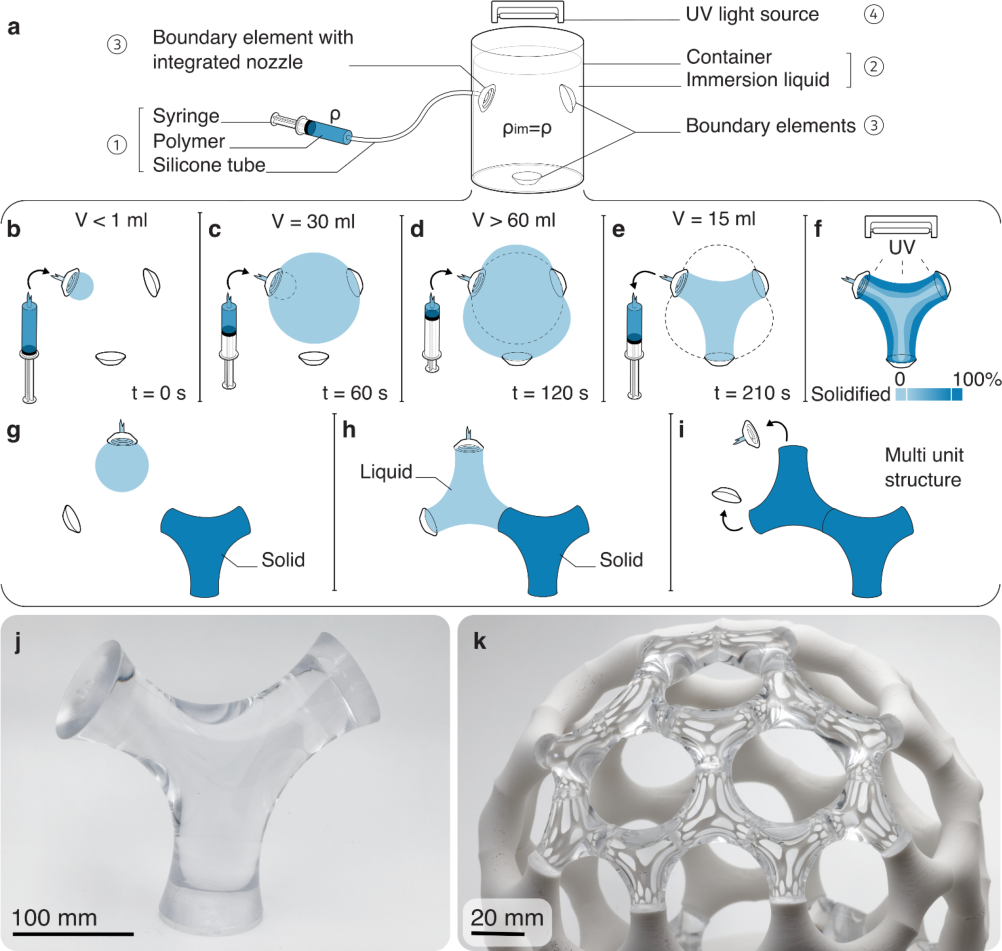 a
③ Boundary element with
integrated nozzle
UV light source ④
Container
Immersion liquid ②
① Syringe
Polymer
Silicone tube
ρ
ρim=ρ
Boundary elements ③
b V < 1 ml
t = 0 s
c V = 30 ml
t = 60 s
d V > 60 ml
t = 120 s
e V = 15 ml
t = 210 s
f
UV
0 100%
Solidified
g
Solid
h
Liquid
Solid
i
Multi unit
structure
j
100 mm
k
20 mm